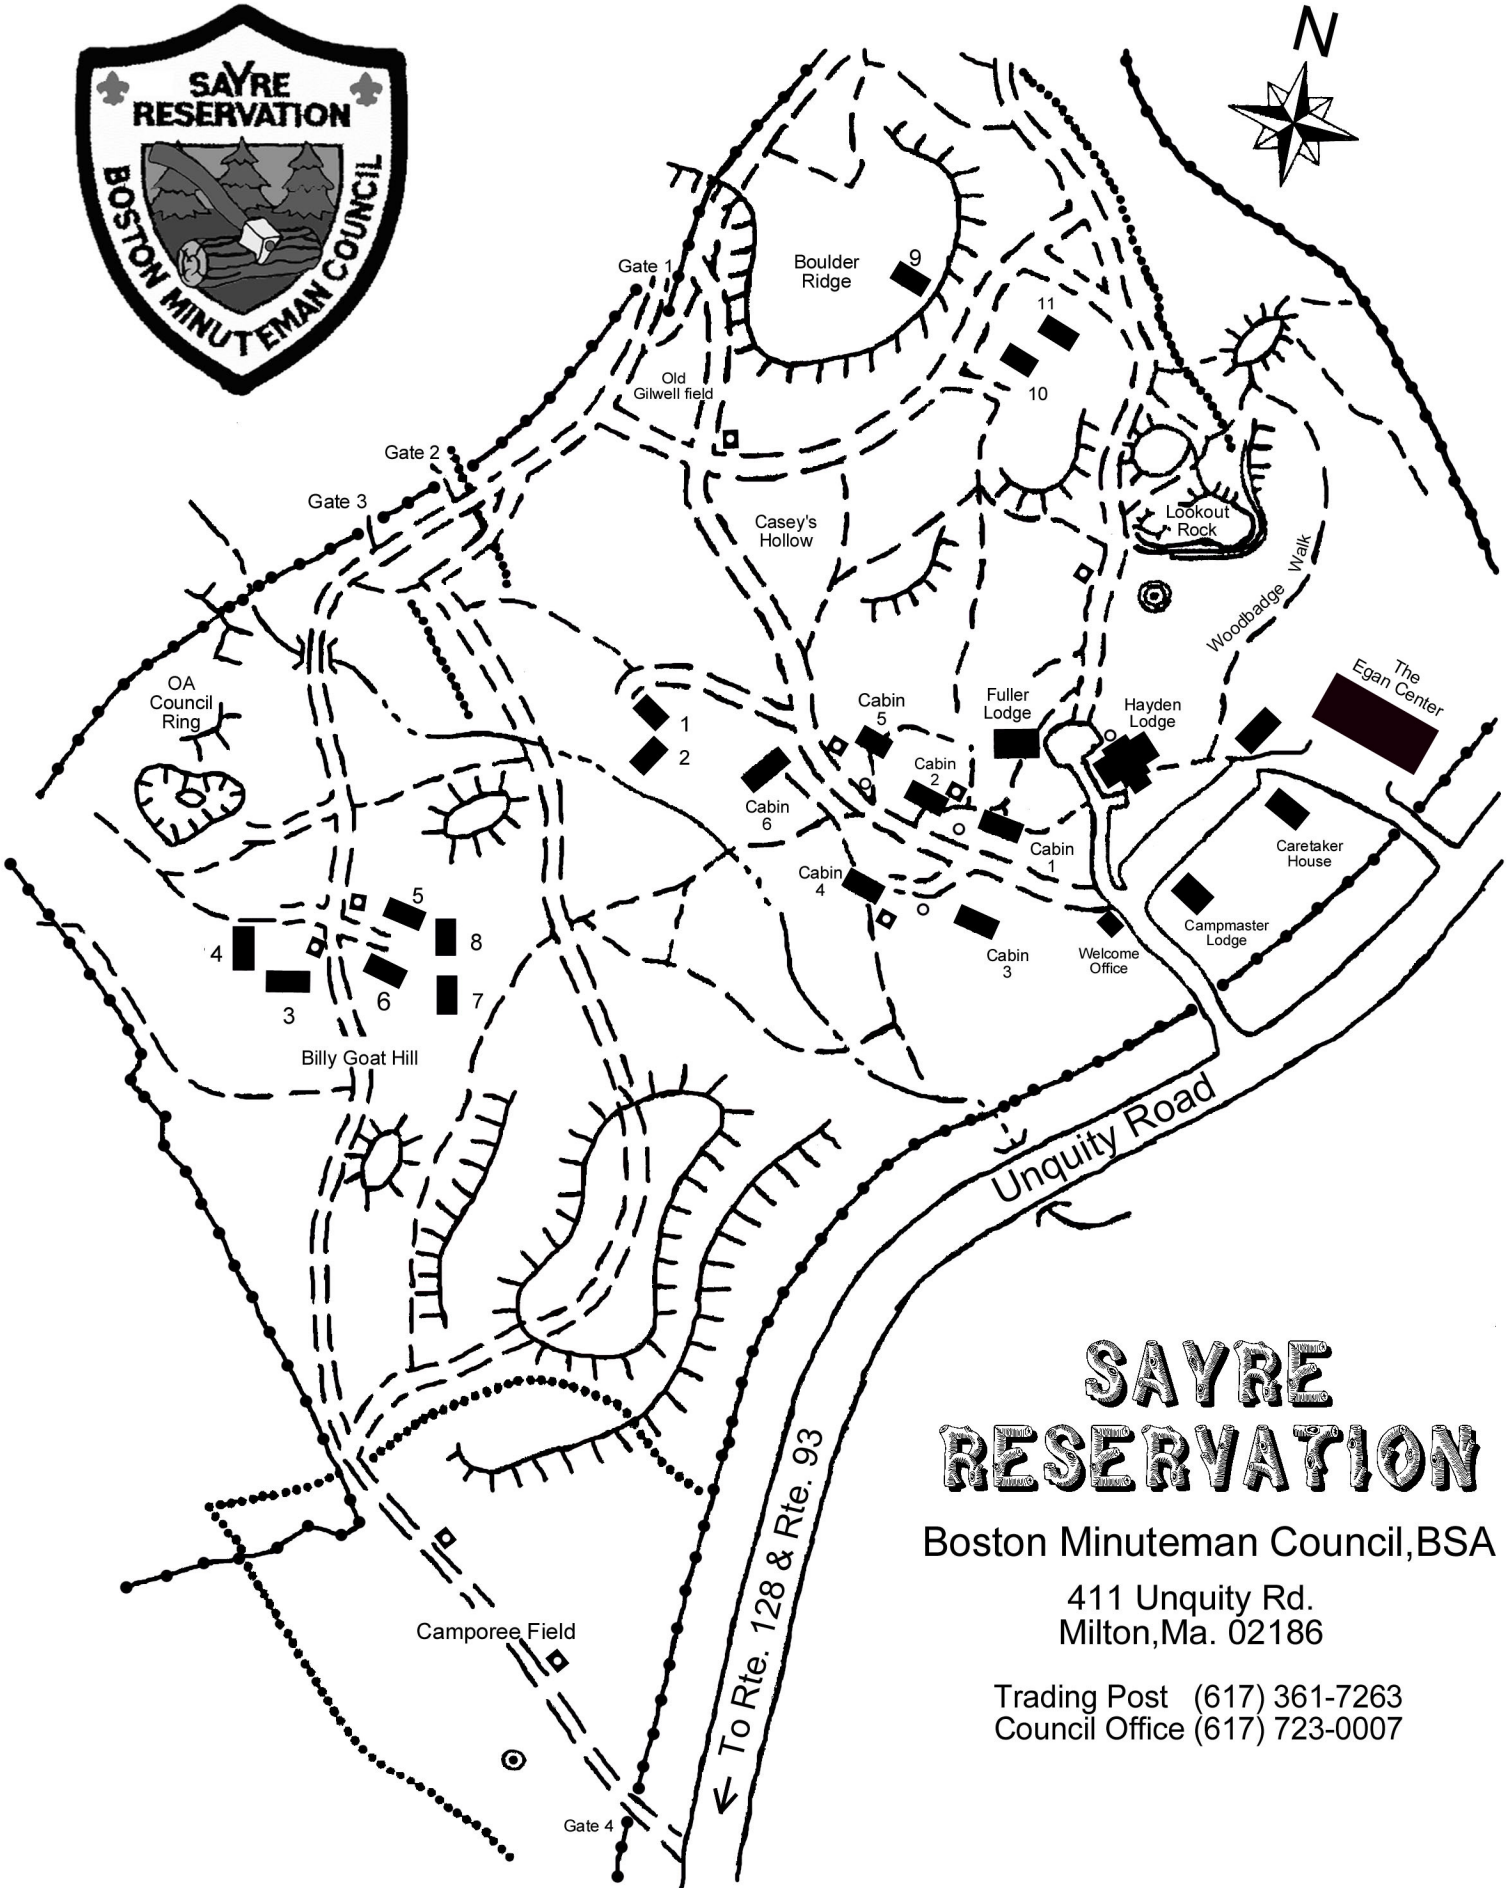 SAYRE
RESERVATION
BOSTON MINUTEMAN COUNCIL
N
Boulder
Ridge
9
Gate 1
11
10
Old
Gilwell field
Gate 2
Gate 3
Casey's
Hollow
Lookout
Rock
Woodbadge Walk
OA
Council
Ring
1
2
Cabin
5
Fuller
Lodge
Hayden
Lodge
The
Egan Center
Cabin
2
Cabin
6
Cabin
1
Caretaker
House
Cabin
4
5
8
4
3
6
7
Cabin
3
Campmaster
Lodge
Welcome
Office
Billy Goat Hill
Unquity Road
SAYRE
RESERVATION
Boston Minuteman Council,BSA
411 Unquity Rd.
Milton,Ma. 02186
Trading Post (617) 361-7263
Council Office (617) 723-0007
To Rte. 128 & Rte. 93
Camporee Field
Gate 4